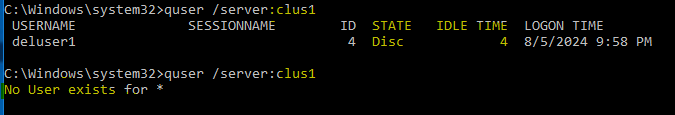 C:\Windows\system32>quser /server:clus1
USERNAME SESSIONNAME ID STATE IDLE TIME LOGON TIME
deluser1 4 Disc 4 8/5/2024 9:58 PM
C:\Windows\system32>quser /server:clus1
No User exists for *